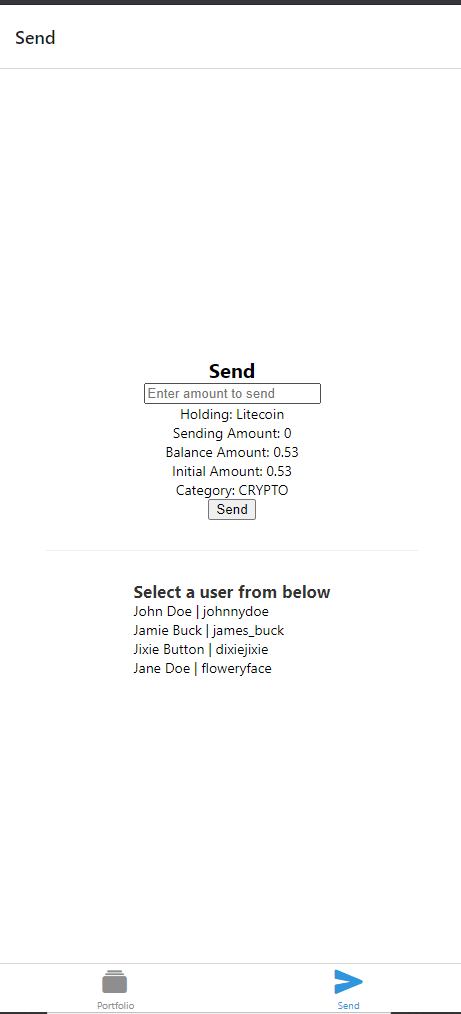 Send
Send
Enter amount to send
Holding: Litecoin
Sending Amount: 0
Balance Amount: 0.53
Initial Amount: 0.53
Category: CRYPTO
Send
Select a user from below
John Doe | johnnydoe
Jamie Buck | james_buck
Jixie Button | dixiejixie
Jane Doe | floweryface
Portfolio
Send